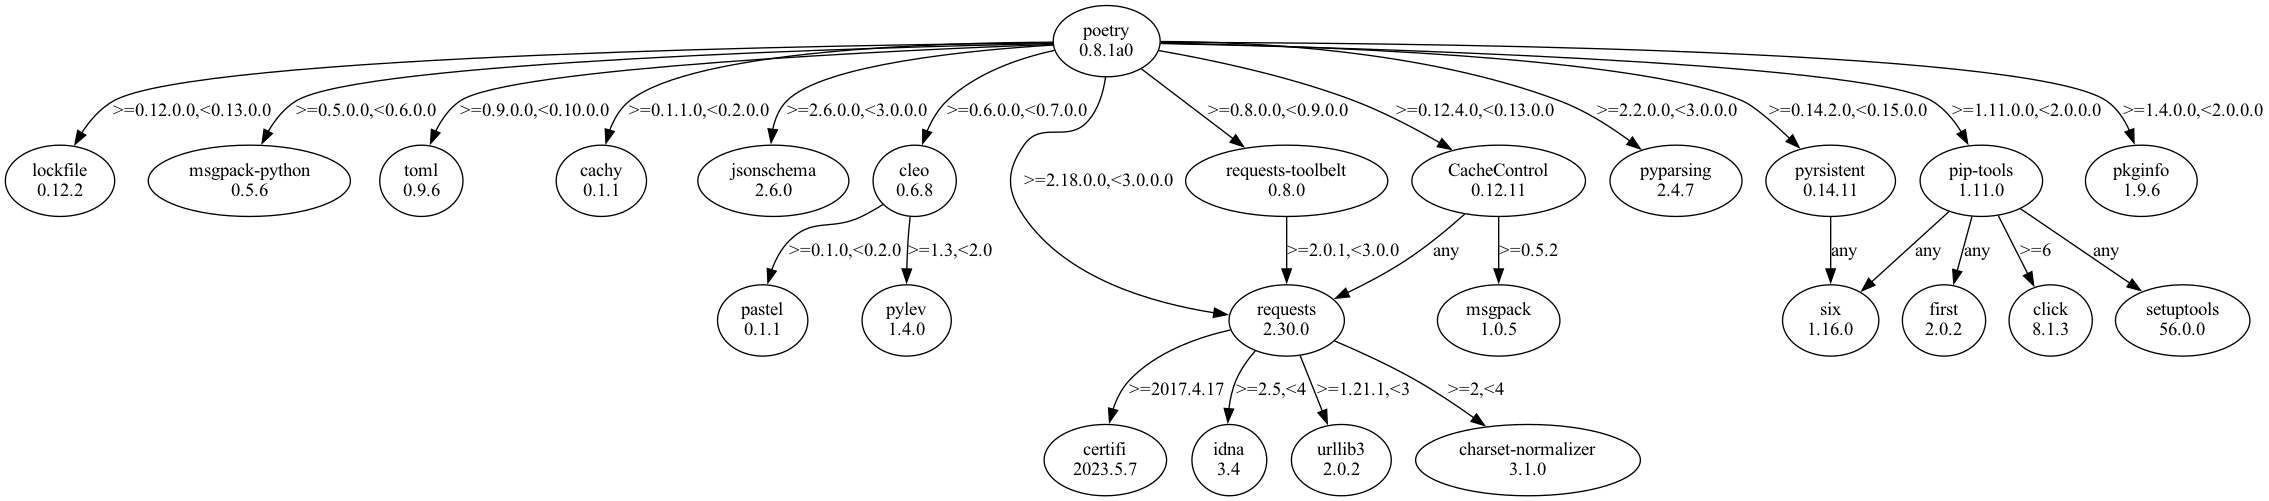 poetry
0.8.1a0
>=0.12.0.0,<0.13.0.0
>=0.5.0.0,<0.6.0.0
>=0.9.0.0,<0.10.0.0
>=0.1.1.0,<0.2.0.0
>=2.6.0.0,<3.0.0.0
>=0.6.0.0,<0.7.0.0
>=0.8.0.0,<0.9.0.0
>=0.12.4.0,<0.13.0.0
>=2.2.0.0,<3.0.0.0
>=0.14.2.0,<0.15.0.0
>=1.11.0.0,<2.0.0.0
>=1.4.0.0,<2.0.0.0
lockfile
0.12.2
msgpack-python
0.5.6
toml
0.9.6
cachy
0.1.1
jsonschema
2.6.0
cleo
0.6.8
>=2.18.0.0,<3.0.0.0
requests-toolbelt
0.8.0
CacheControl
0.12.11
pyparsing
2.4.7
pyrsistent
0.14.11
pip-tools
1.11.0
pkginfo
1.9.6
>=0.1.0,<0.2.0
>=1.3,<2.0
>=2.0.1,<3.0.0
any
>=0.5.2
any
any
any
>=6
any
pastel
0.1.1
pylev
1.4.0
requests
2.30.0
msgpack
1.0.5
six
1.16.0
first
2.0.2
click
8.1.3
setuptools
56.0.0
>=2017.4.17
>=2.5,<4
>=1.21.1,<3
>=2,<4
certifi
2023.5.7
idna
3.4
urllib3
2.0.2
charset-normalizer
3.1.0